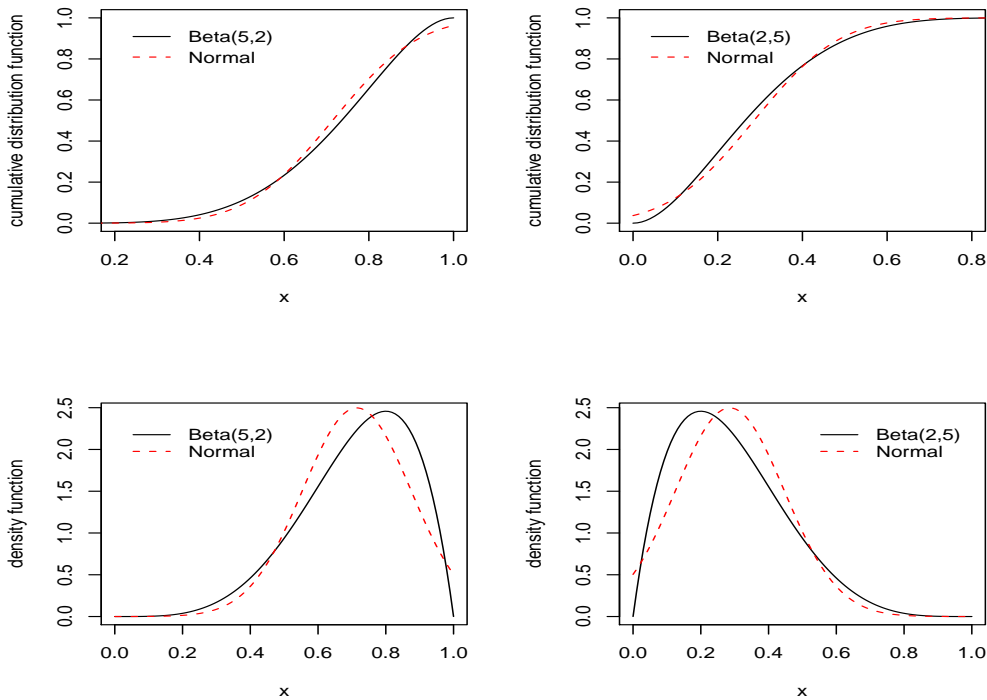 cumulative distribution function
1.0
0.8
0.6
0.4
0.2
0.0
Beta(5,2)
Normal
0.2 0.4 0.6 0.8 1.0
x
cumulative distribution function
1.0
0.8
0.6
0.4
0.2
0.0
Beta(2,5)
Normal
0.0 0.2 0.4 0.6 0.8
x
density function
2.5
2.0
1.5
1.0
0.5
0.0
Beta(5,2)
Normal
0.0 0.2 0.4 0.6 0.8 1.0
x
density function
2.5
2.0
1.5
1.0
0.5
0.0
Beta(2,5)
Normal
0.0 0.2 0.4 0.6 0.8 1.0
x